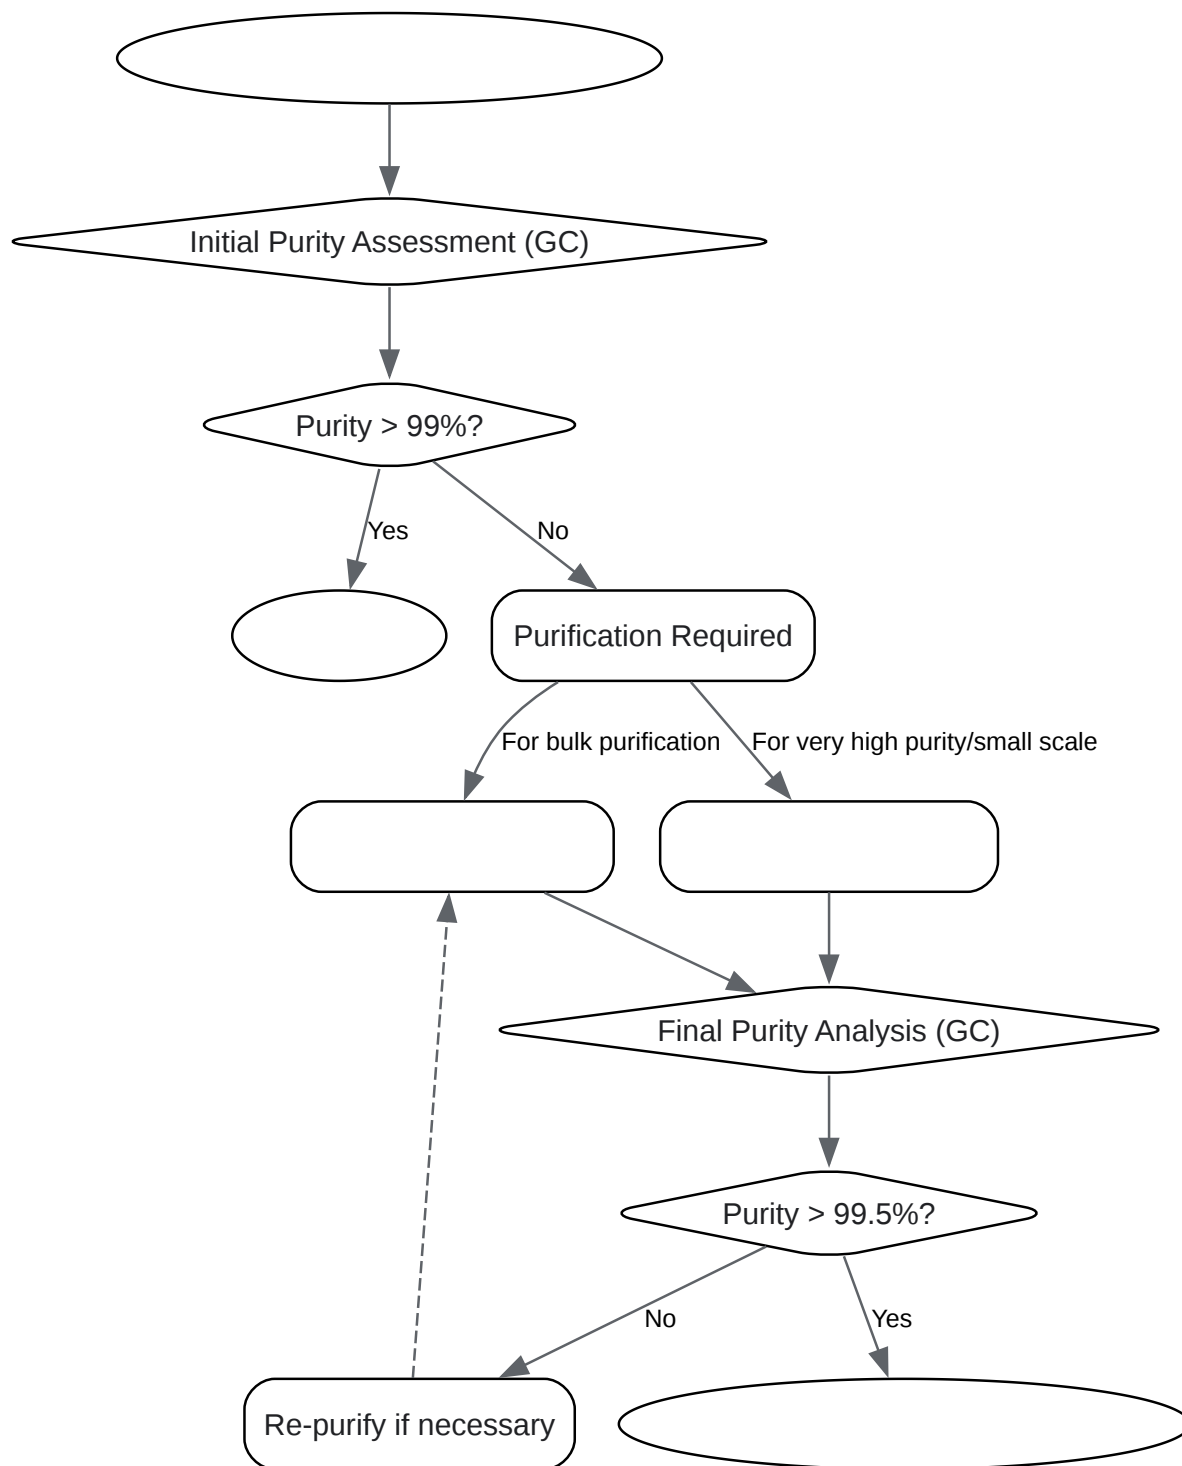 Initial Purity Assessment (GC)
Purity > 99%?
Yes
No
Purification Required
For bulk purification
For very high purity/small scale
Final Purity Analysis (GC)
Purity > 99.5%?
No
Yes
Re-purify if necessary